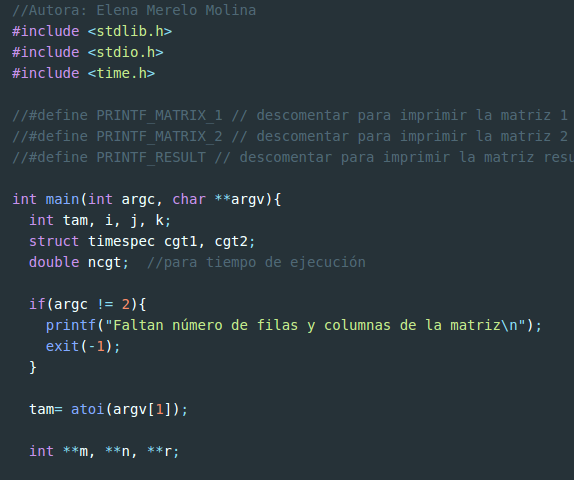 //Autora: Elena Merelo Molina
#include <stdlib.h>
#include <stdio.h>
#include <time.h>
//#define PRINTF_MATRIX_1 // descomentar para imprimir la matriz 1
//#define PRINTF_MATRIX_2 // descomentar para imprimir la matriz 2
//#define PRINTF_RESULT // descomentar para imprimir la matriz resu
int main(int argc, char **argv){
int tam, i, j, k;
struct timespec cgt1, cgt2;
double ncgt; //para tiempo de ejecución
if(argc != 2){
printf("Faltan número de filas y columnas de la matriz\n");
exit(-1);
}
tam= atoi(argv[1]);
int **m, **n, **r;